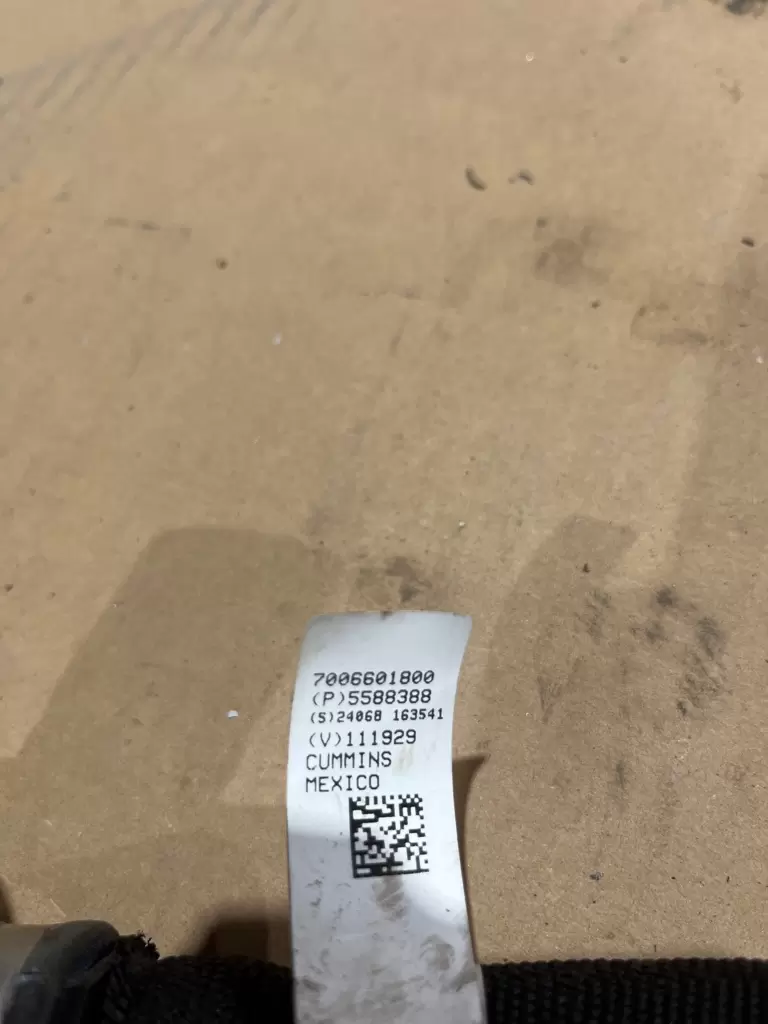 7006601800
(P)5588388
(S)24068 163541
(V)111929
CUMMINS
MEXICO